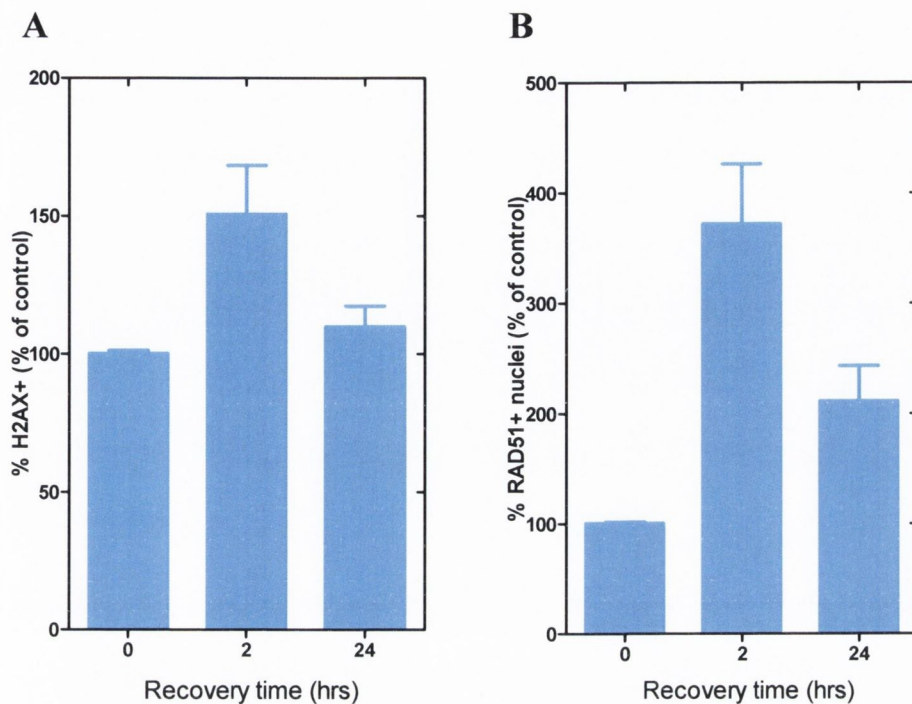 A
B
% H2AX+ (% of control)
200
150
100
50
0
0 2 24
Recovery time (hrs)
% RAD51+ nuclei (% of control)
500
400
300
200
100
0
0 2 24
Recovery time (hrs)